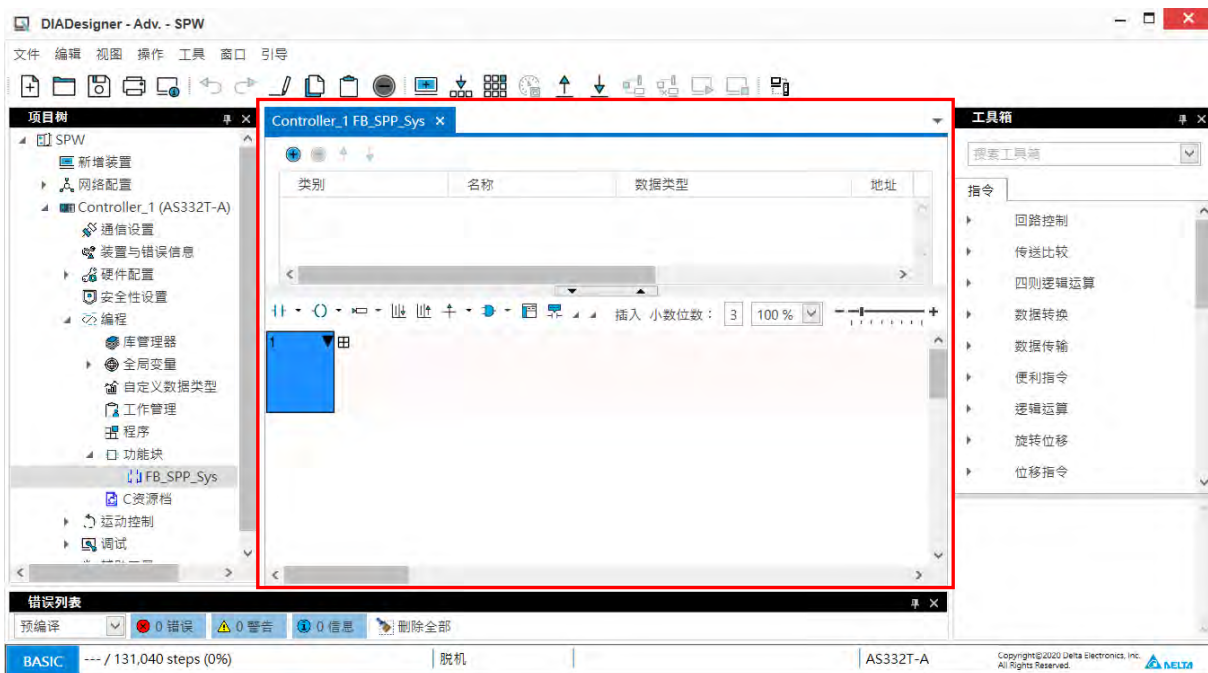 DIADesigner - Adv. - SPW
文件 编辑 视图 操作 工具 窗口 引导
项目树
SPW
新增装置
网络配置
Controller_1 (AS332T-A)
通信设置
装置与错误信息
硬件配置
安全性设置
编程
库管理器
全局变量
自定义数据类型
工作管理
程序
功能块
FB_SPP_Sys
C资源档
运动控制
调试
Controller_1 FB_SPP_Sys
类别 名称 数据类型 地址
插入 小数位数： 3 100 %
1
工具箱
搜索工具箱
指令
回路控制
传送比较
四则逻辑运算
数据转换
数据传输
便利指令
逻辑运算
旋转位移
位移指令
错误列表
预编译 0 错误 0 警告 0 信息 删除全部
BASIC --- / 131,040 steps (0%) 脱机 AS332T-A
Copyright©2020 Delta Electronics, Inc.
All Rights Reserved.
DELTA